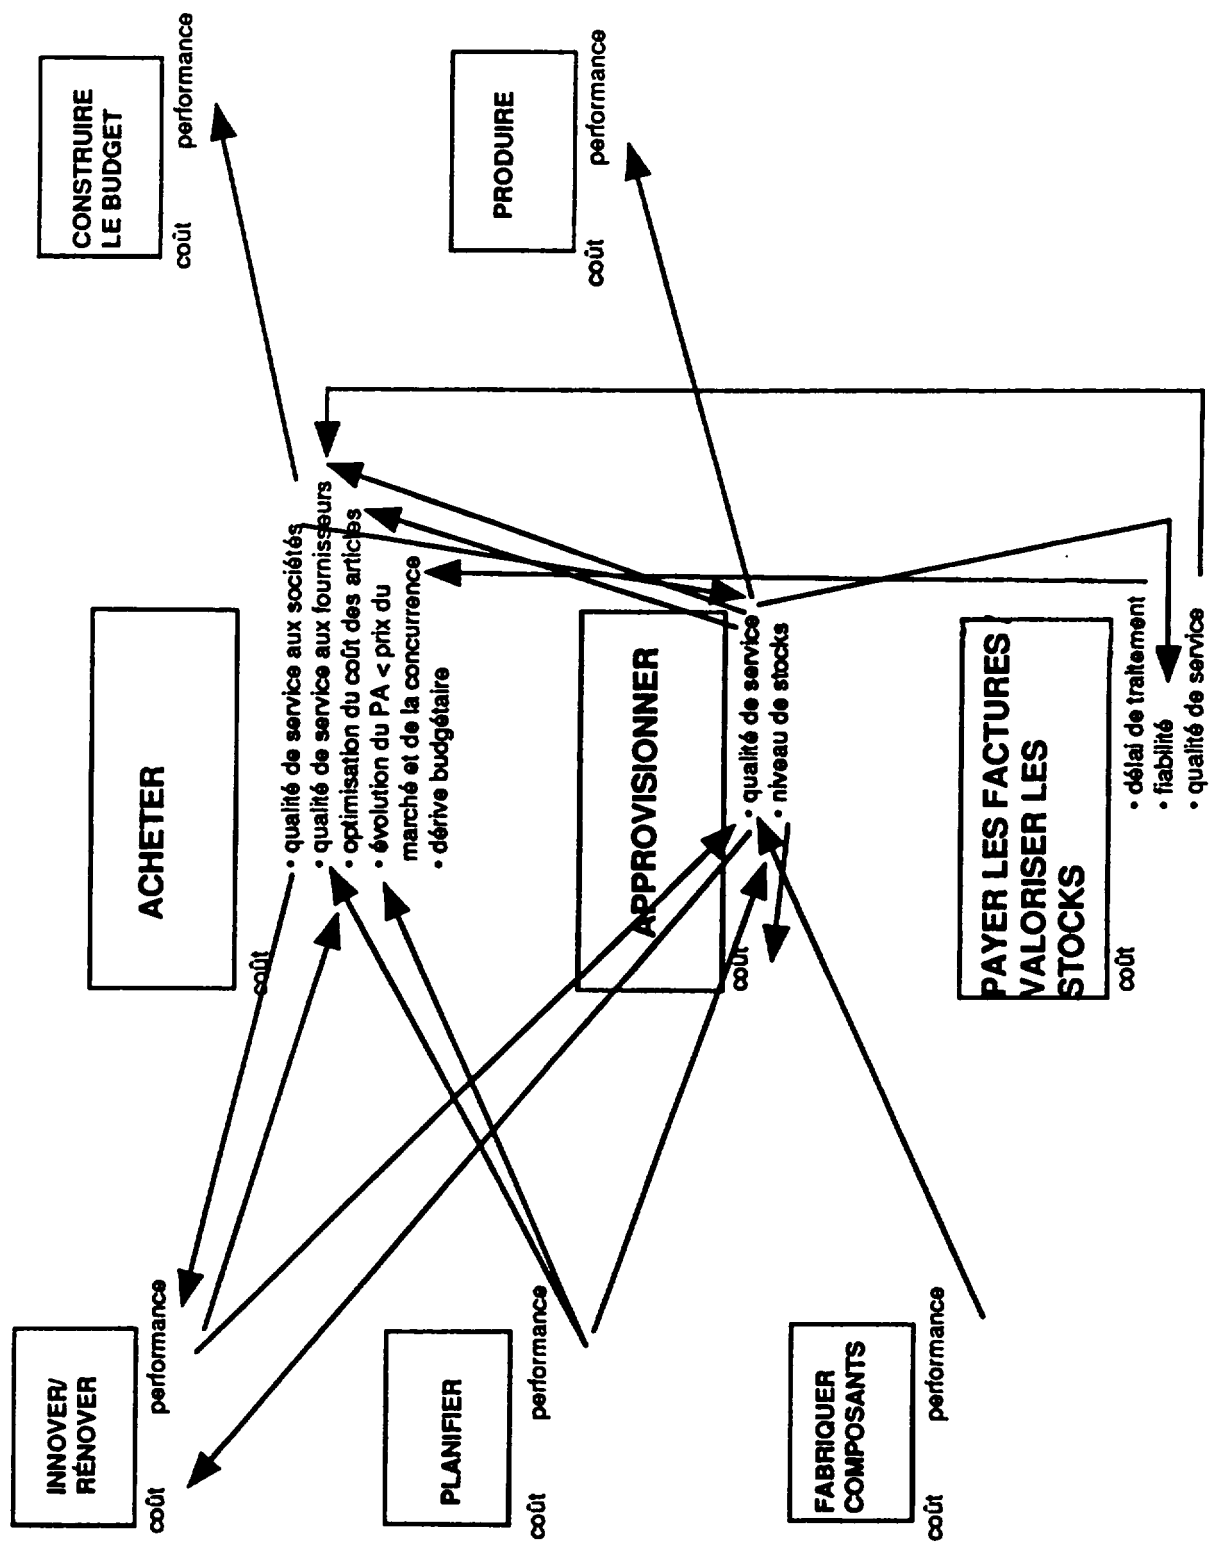 INNOVER/
RÉNOVER
coût
performance
PLANIFIER
coût
performance
FABRIQUER
COMPOSANTS
coût
performance
ACHETER
coût
• qualité de service aux sociétés
• qualité de service aux fournisseurs
• optimisation du coût des articles
• évolution du PA < prix du
marché et de la concurrence
• dérive budgétaire
APPROVISIONNER
coût
• qualité de service
• niveau de stocks
PAYER LES FACTURES
VALORISER LES
STOCKS
coût
• délai de traitement
• fiabilité
• qualité de service
CONSTRUIRE
LE BUDGET
coût
performance
PRODUIRE
coût
performance